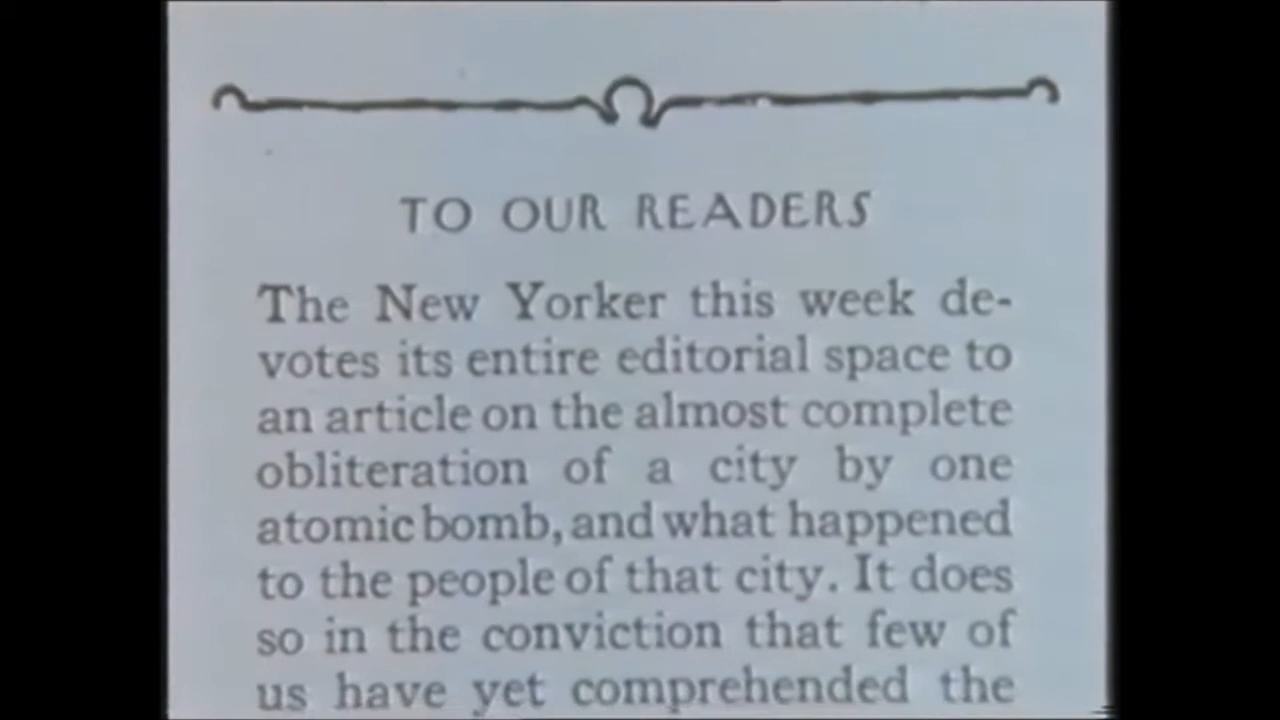 TO OUR READERS
The New Yorker this week de-
votes its entire editorial space to
an article on the almost complete
obliteration of a city by one
atomic bomb, and what happened
to the people of that city. It does
so in the conviction that few of
us have yet comprehended the